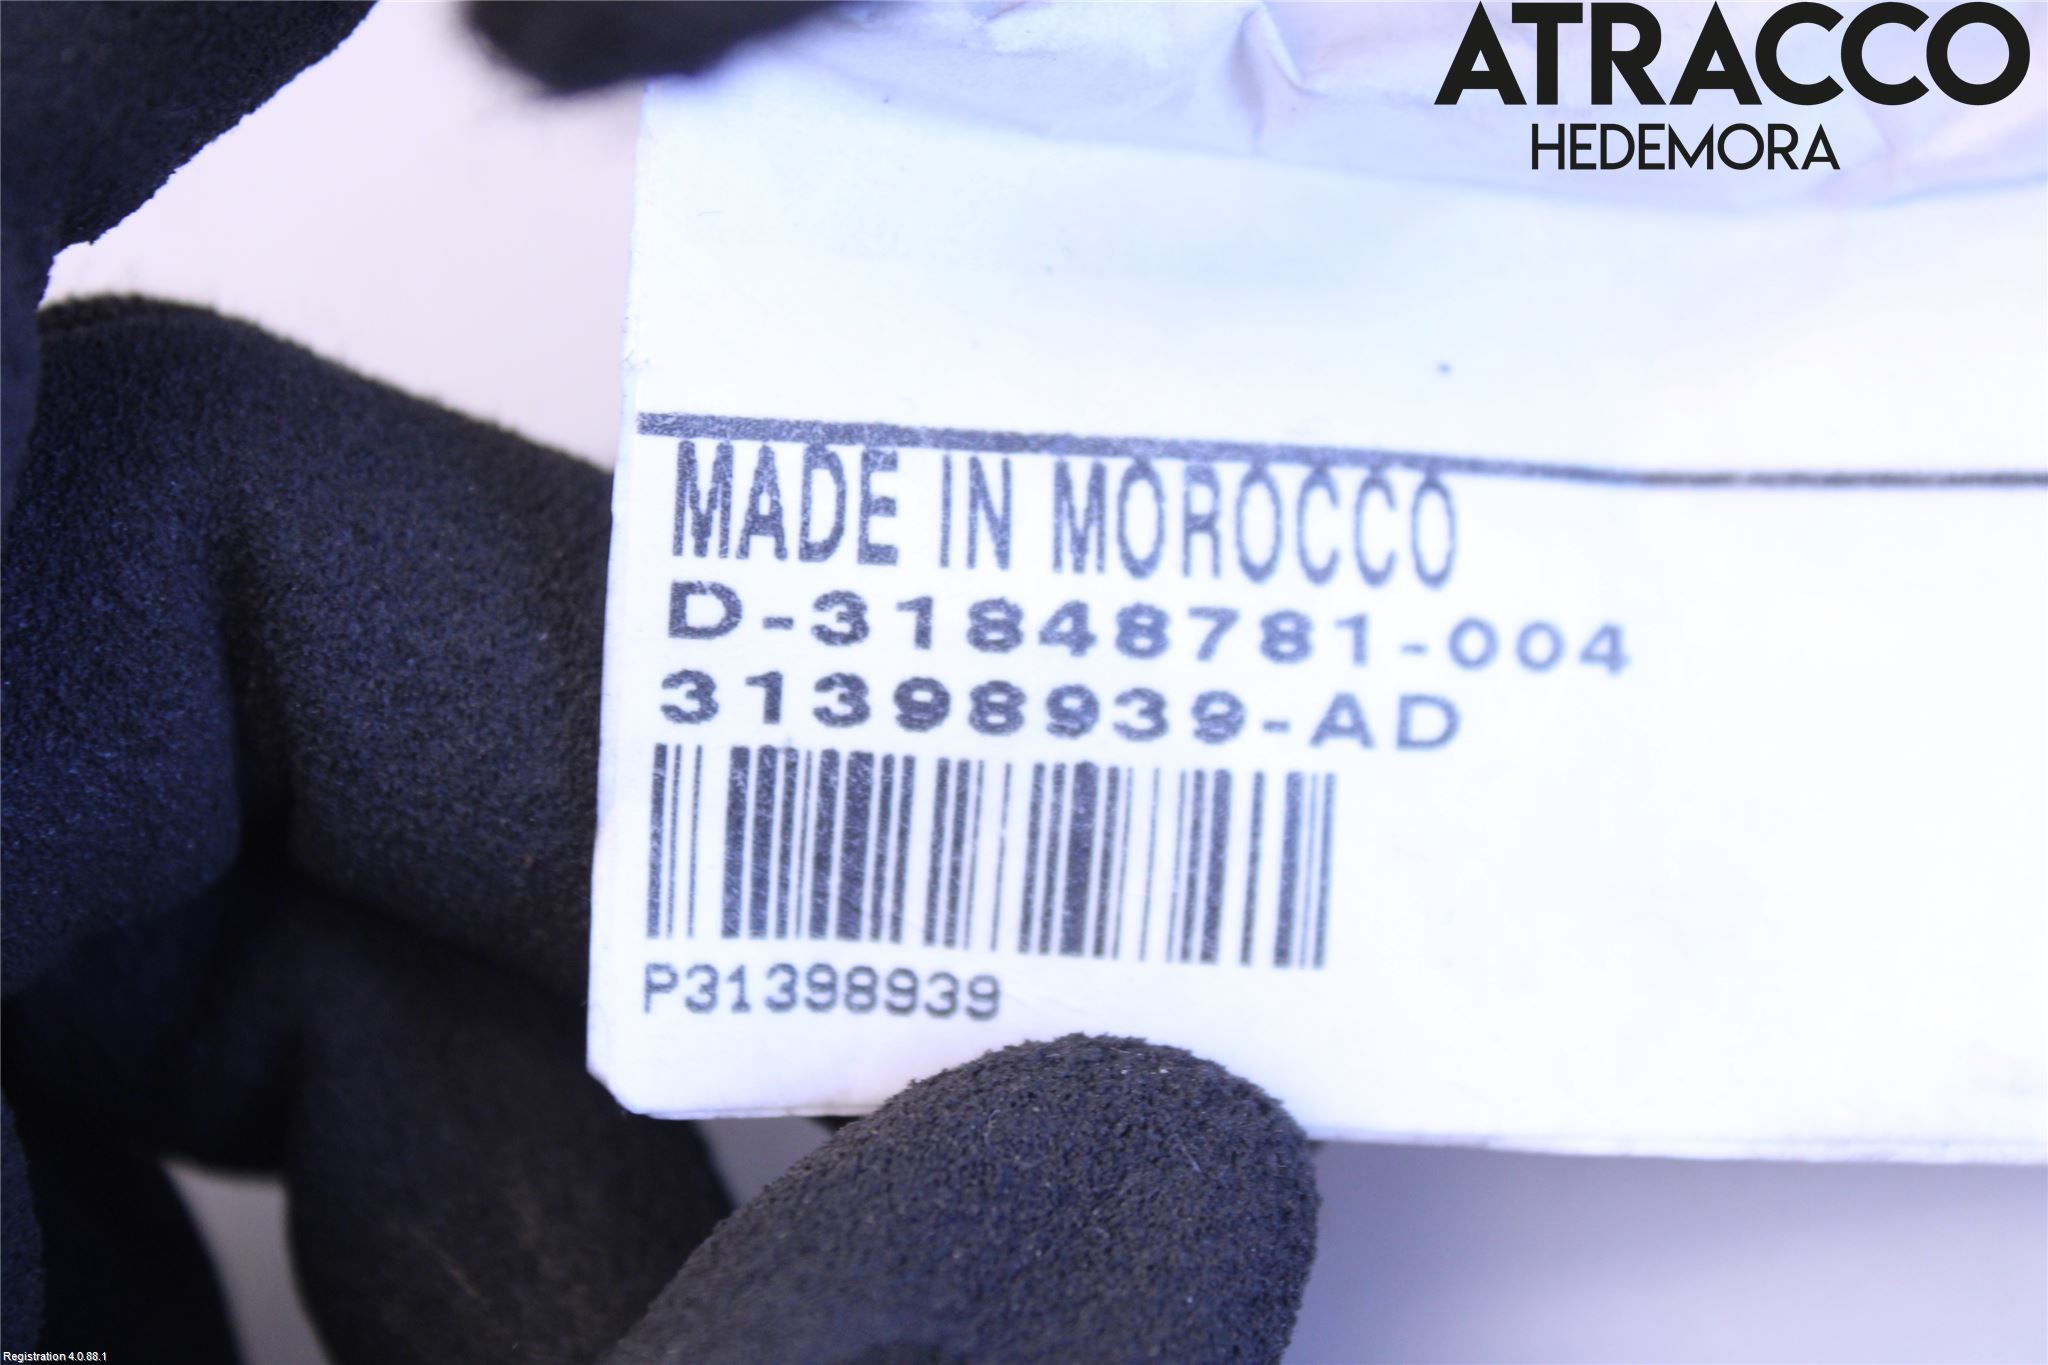 ATRACCO
HEDEMORA
MADE IN MOROCCO
D-31848781-004
31398939-AD
P31398939
Registration 4.0.88.1